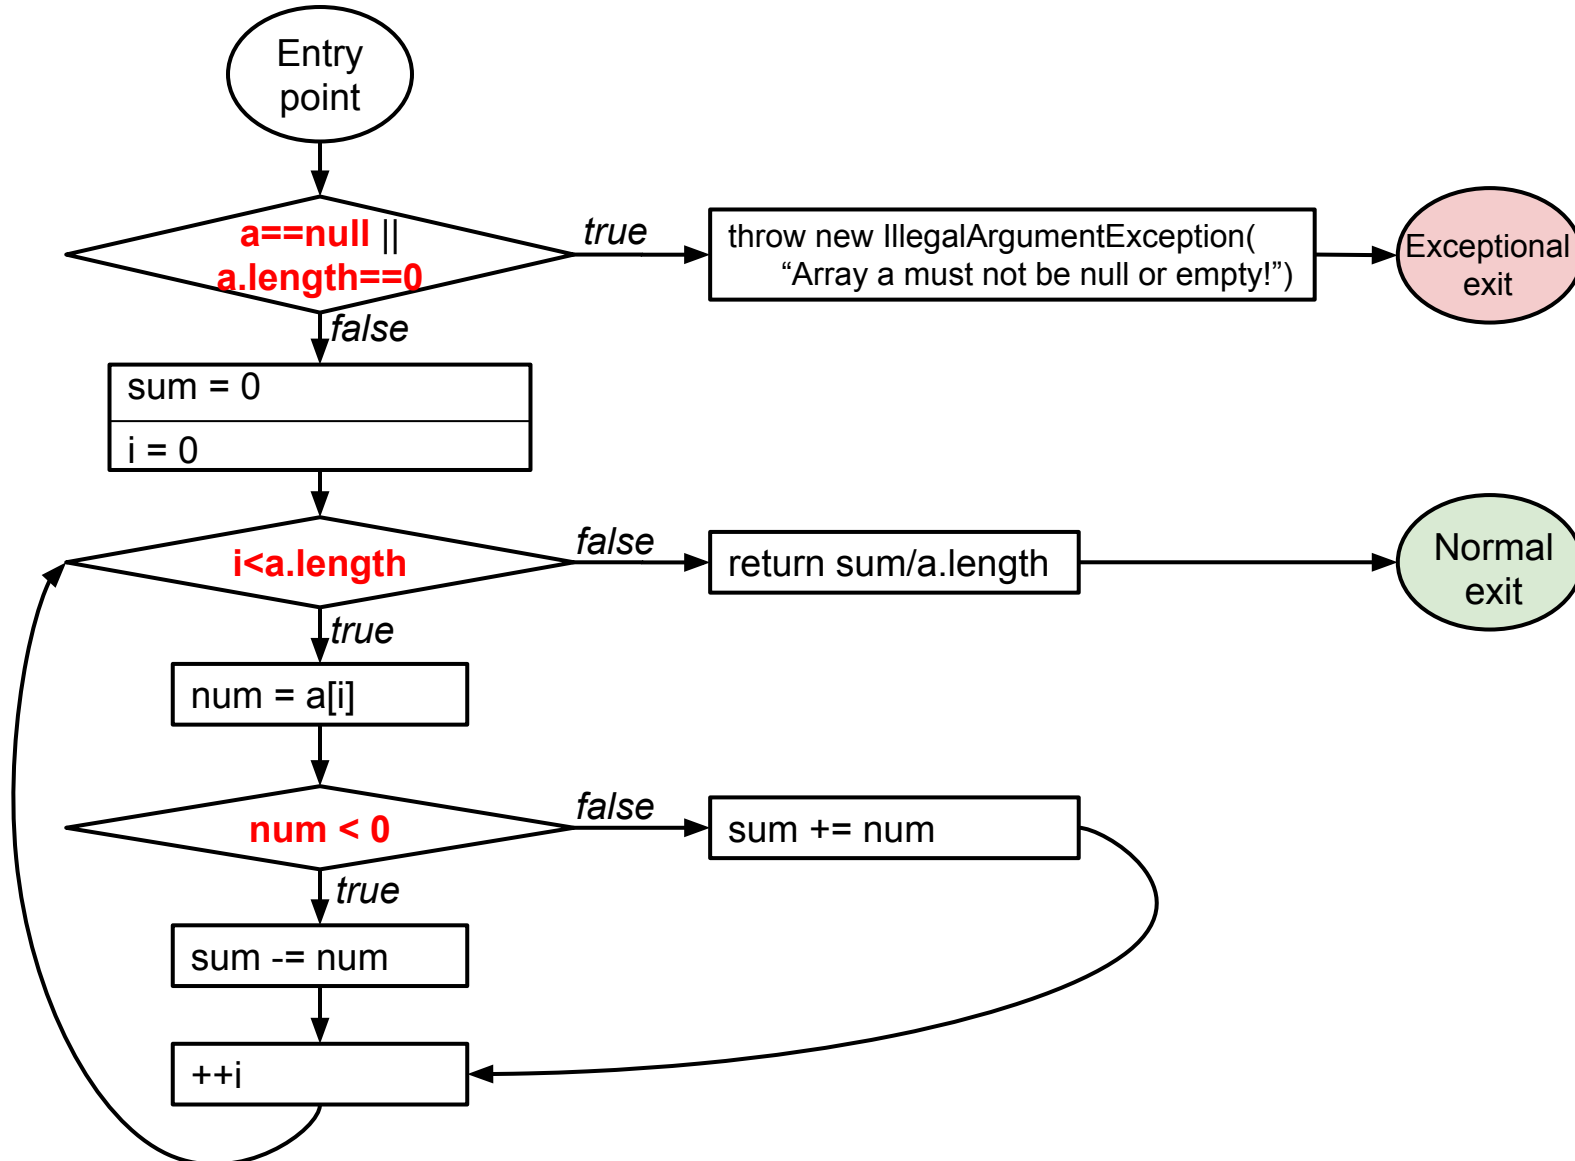 Entry
point
a==null ||
a.length==0
true
throw new IllegalArgumentException(
“Array a must not be null or empty!”)
Exceptional
exit
false
sum = 0
i = 0
i<a.length
false
return sum/a.length
Normal
exit
true
num = a[i]
num < 0
false
sum += num
true
sum -= num
++i